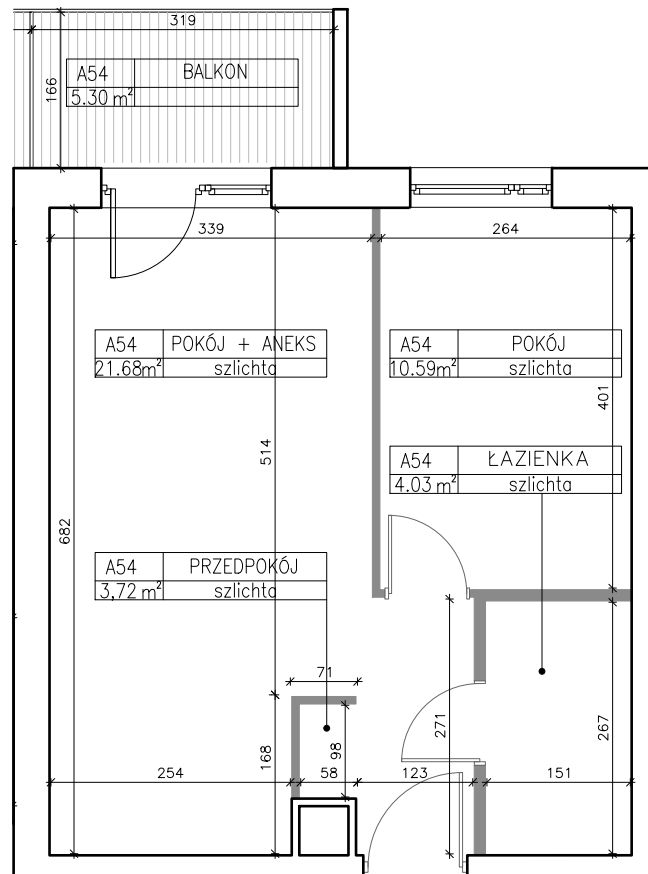 319
166
A54 BALKON
5.30 m²
339 264
A54 POKÓJ + ANEKS
21.68m² szlichta
A54 POKÓJ
10.59m² szlichta
401
514
A54 ŁAZIENKA
4.03 m² szlichta
682
A54 PRZEDPOKÓJ
3,72 m² szlichta
71
271
267
168
98
254 58 123 151